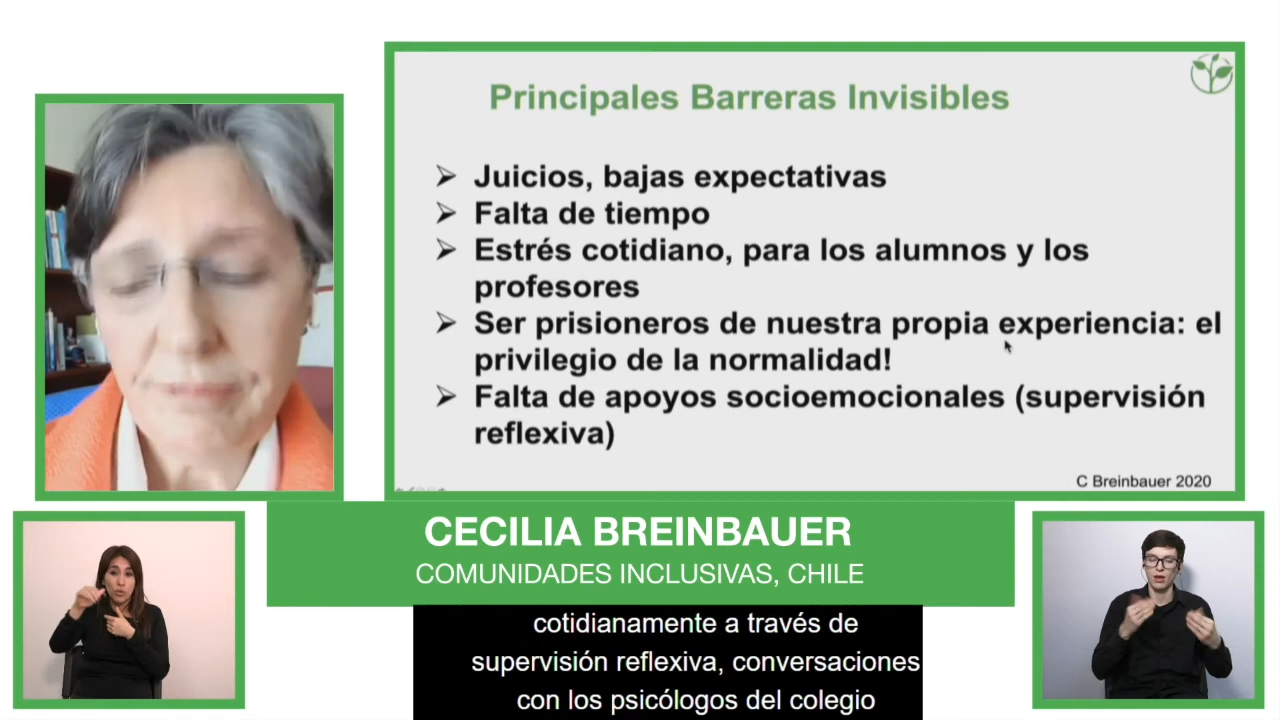 Principales Barreras Invisibles
➢ Juicios, bajas expectativas
➢ Falta de tiempo
➢ Estrés cotidiano, para los alumnos y los
profesores
➢ Ser prisioneros de nuestra propia experiencia: el
privilegio de la normalidad!
➢ Falta de apoyos socioemocionales (supervisión
reflexiva)
C Breinbauer 2020
CECILIA BREINBAUER
COMUNIDADES INCLUSIVAS, CHILE
cotidianamente a través de
supervisión reflexiva, conversaciones
con los psicólogos del colegio